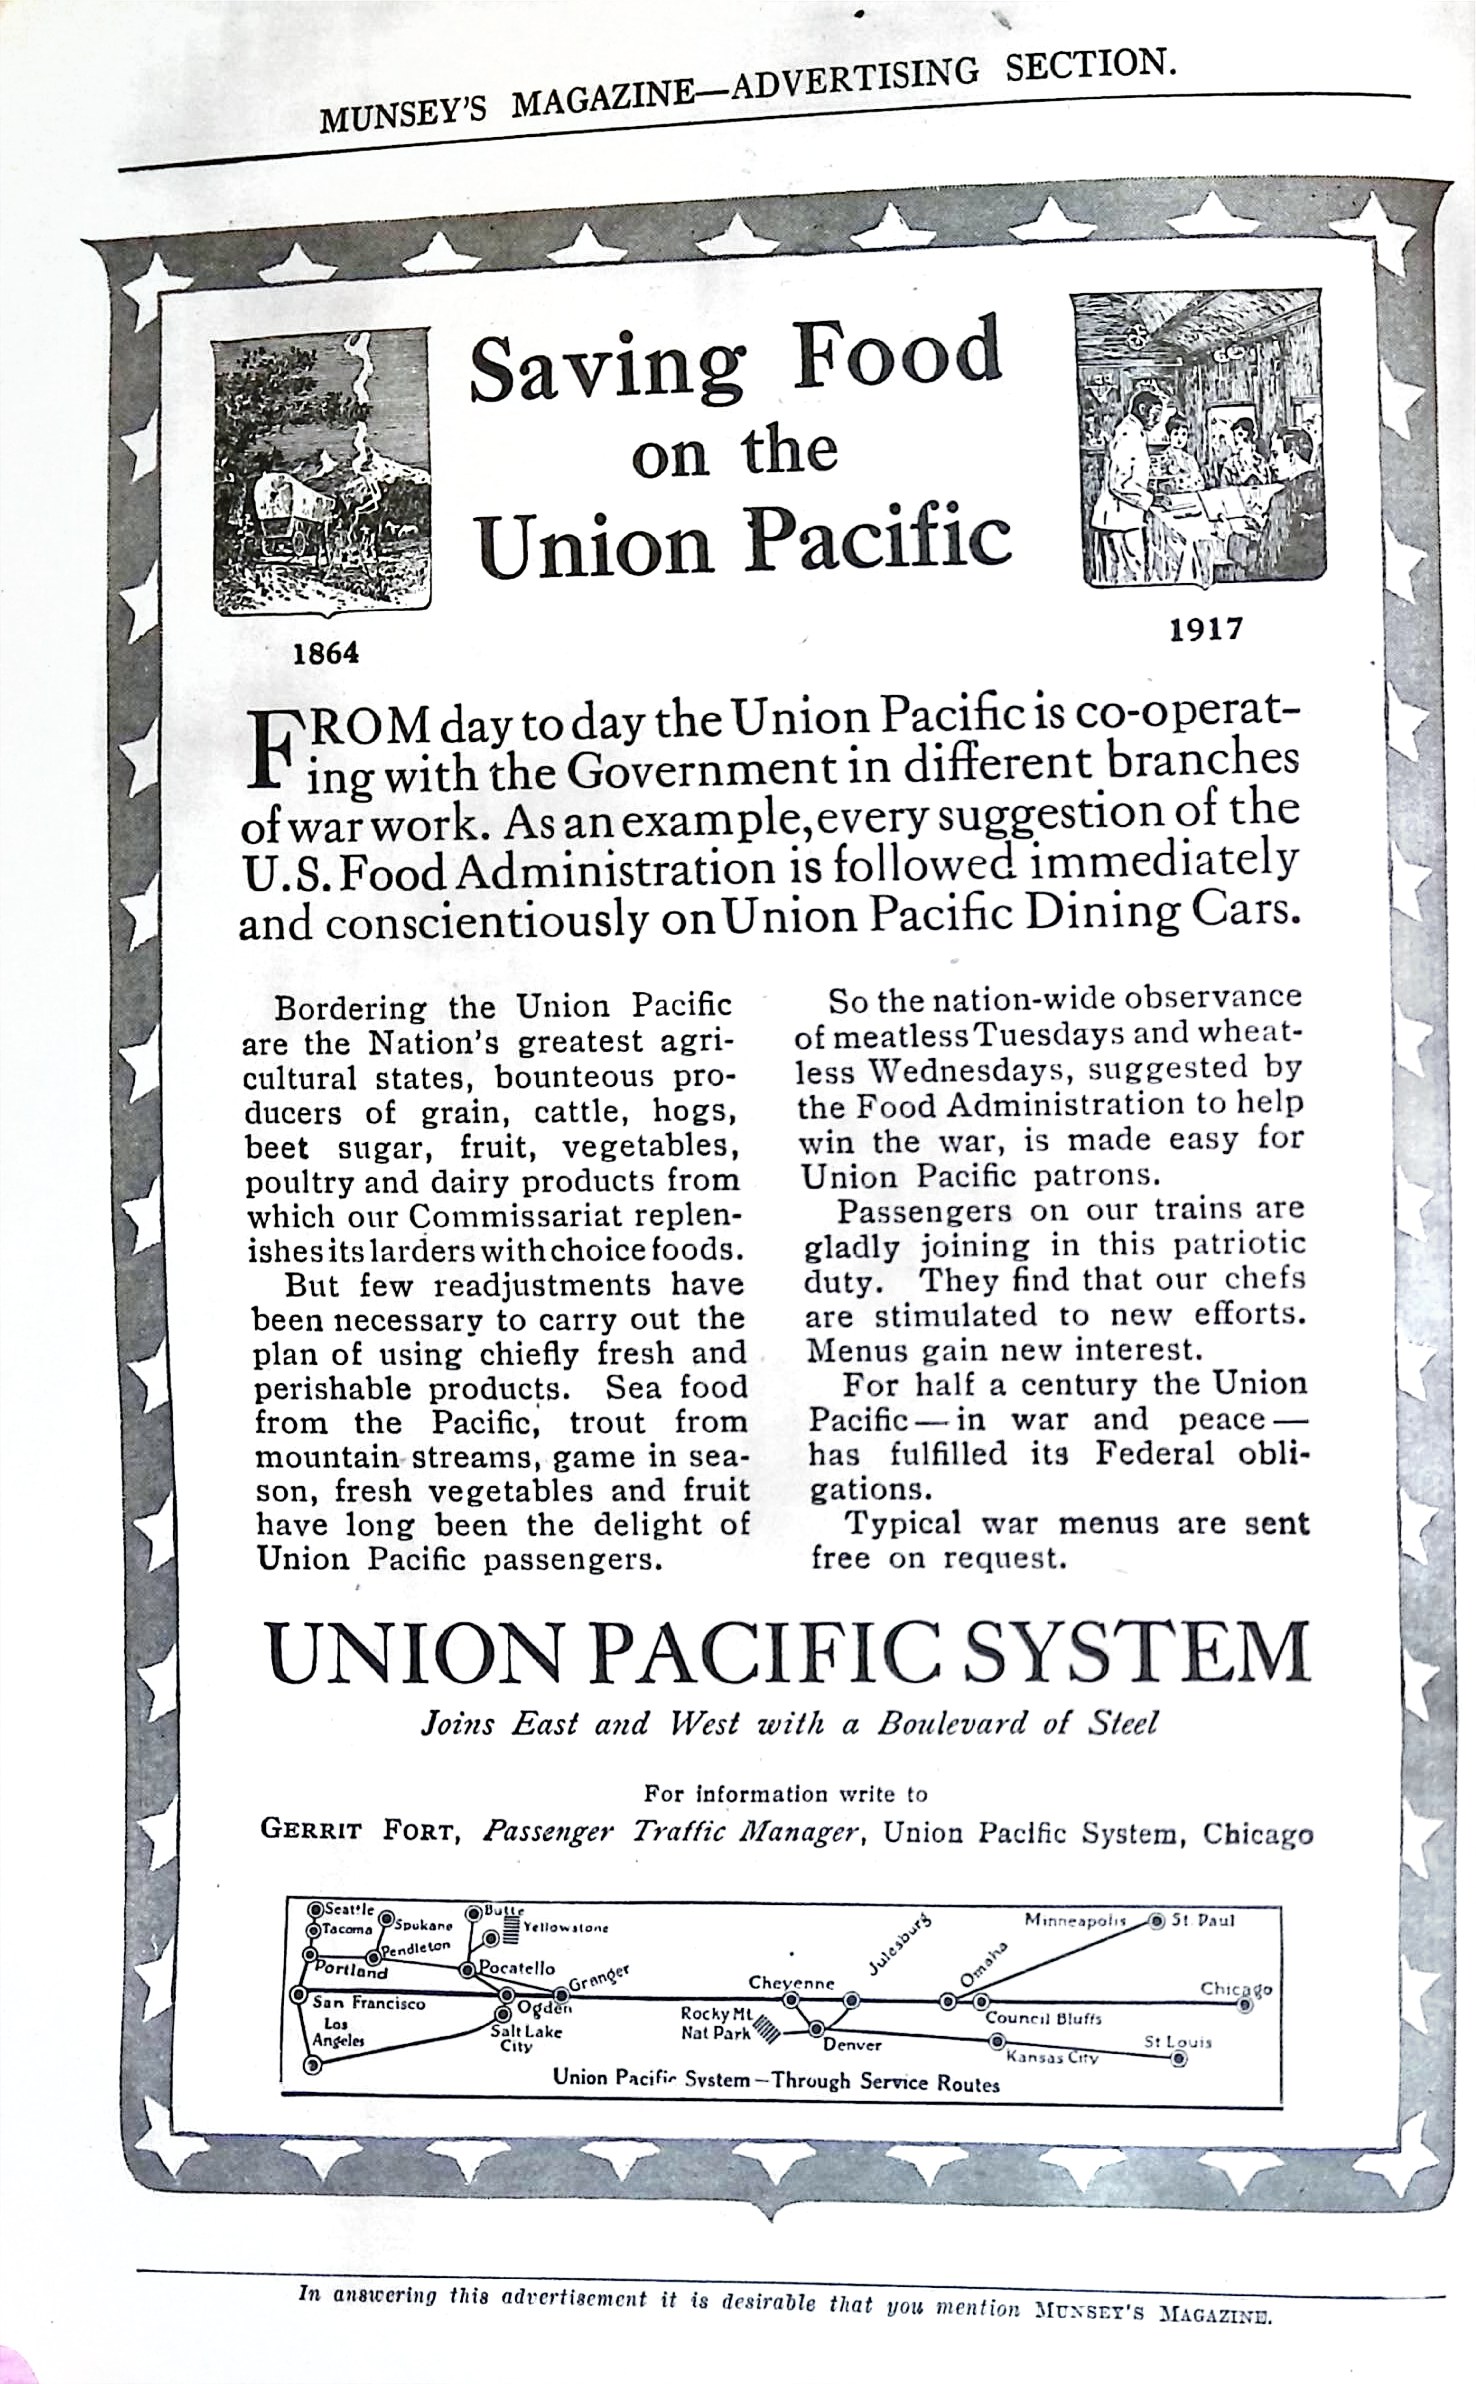 MUNSEY'S MAGAZINE—ADVERTISING SECTION.
Saving Food
on the
Union Pacific
1864
1917
FROM day to day the Union Pacific is co-operat-
ing with the Government in different branches
of war work. As an example, every suggestion of the
U.S. Food Administration is followed immediately
and conscientiously on Union Pacific Dining Cars.
Bordering the Union Pacific
are the Nation's greatest agri-
cultural states, bounteous pro-
ducers of grain, cattle, hogs,
beet sugar, fruit, vegetables,
poultry and dairy products from
which our Commissariat replen-
ishes its larders with choice foods.
But few readjustments have
been necessary to carry out the
plan of using chiefly fresh and
perishable products. Sea food
from the Pacific, trout from
mountain streams, game in sea-
son, fresh vegetables and fruit
have long been the delight of
Union Pacific passengers.
So the nation-wide observance
of meatless Tuesdays and wheat-
less Wednesdays, suggested by
the Food Administration to help
win the war, is made easy for
Union Pacific patrons.
Passengers on our trains are
gladly joining in this patriotic
duty. They find that our chefs
are stimulated to new efforts.
Menus gain new interest.
For half a century the Union
Pacific—in war and peace—
has fulfilled its Federal obli-
gations.
Typical war menus are sent
free on request.
UNION PACIFIC SYSTEM
Joins East and West with a Boulevard of Steel
For information write to
GERRIT FORT, Passenger Traffic Manager, Union Pacific System, Chicago
Seattle
Tacoma
Spokane
Pendleton
Portland
Butte
Yellowstone
Pocatello
Granger
San Francisco
Los
Angeles
Ogden
Salt Lake
City
Cheyenne
Julesburg
Rocky Mt.
Nat Park
Denver
Omaha
Minneapolis
St. Paul
Council Bluffs
Chicago
Kansas City
St Louis
Union Pacific System—Through Service Routes
In answering this advertisement it is desirable that you mention MUNSEY'S MAGAZINE.